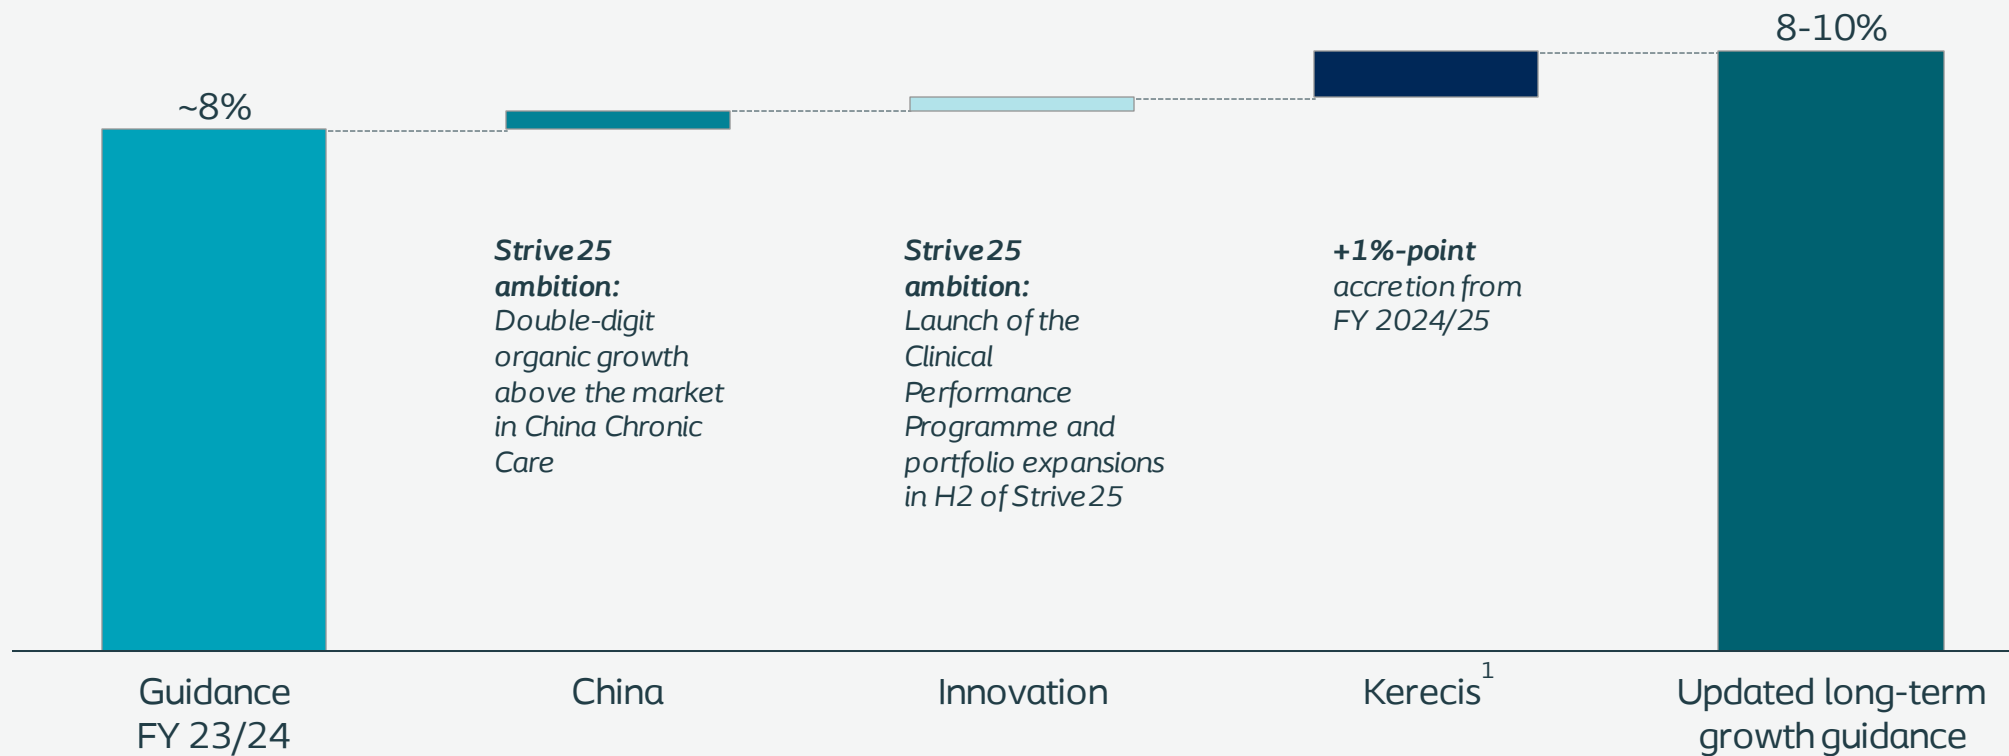 ~8%
8-10%
Strive25
ambition:
Double-digit
organic growth
above the market
in China Chronic
Care
Strive25
ambition:
Launch of the
Clinical
Performance
Programme and
portfolio expansions
in H2 of Strive25
+1%-point
accretion from
FY 2024/25
Guidance
FY 23/24
China
Innovation
Kerecis1
Updated long-term
growth guidance